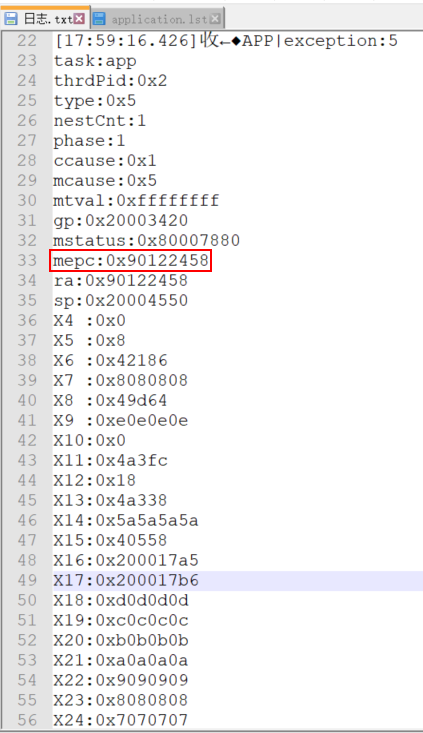 日志.txt application.lst
22 [17:59:16.426]收←◆APP|exception:5
23 task:app
24 thrdPid:0x2
25 type:0x5
26 nestCnt:1
27 phase:1
28 ccause:0x1
29 mcause:0x5
30 mtval:0xffffffff
31 gp:0x20003420
32 mstatus:0x80007880
33 mepc:0x90122458
34 ra:0x90122458
35 sp:0x20004550
36 X4 :0x0
37 X5 :0x8
38 X6 :0x42186
39 X7 :0x8080808
40 X8 :0x49d64
41 X9 :0xe0e0e0e
42 X10:0x0
43 X11:0x4a3fc
44 X12:0x18
45 X13:0x4a338
46 X14:0x5a5a5a5a
47 X15:0x40558
48 X16:0x200017a5
49 X17:0x200017b6
50 X18:0xd0d0d0d
51 X19:0xc0c0c0c
52 X20:0xb0b0b0b
53 X21:0xa0a0a0a
54 X22:0x9090909
55 X23:0x8080808
56 X24:0x7070707